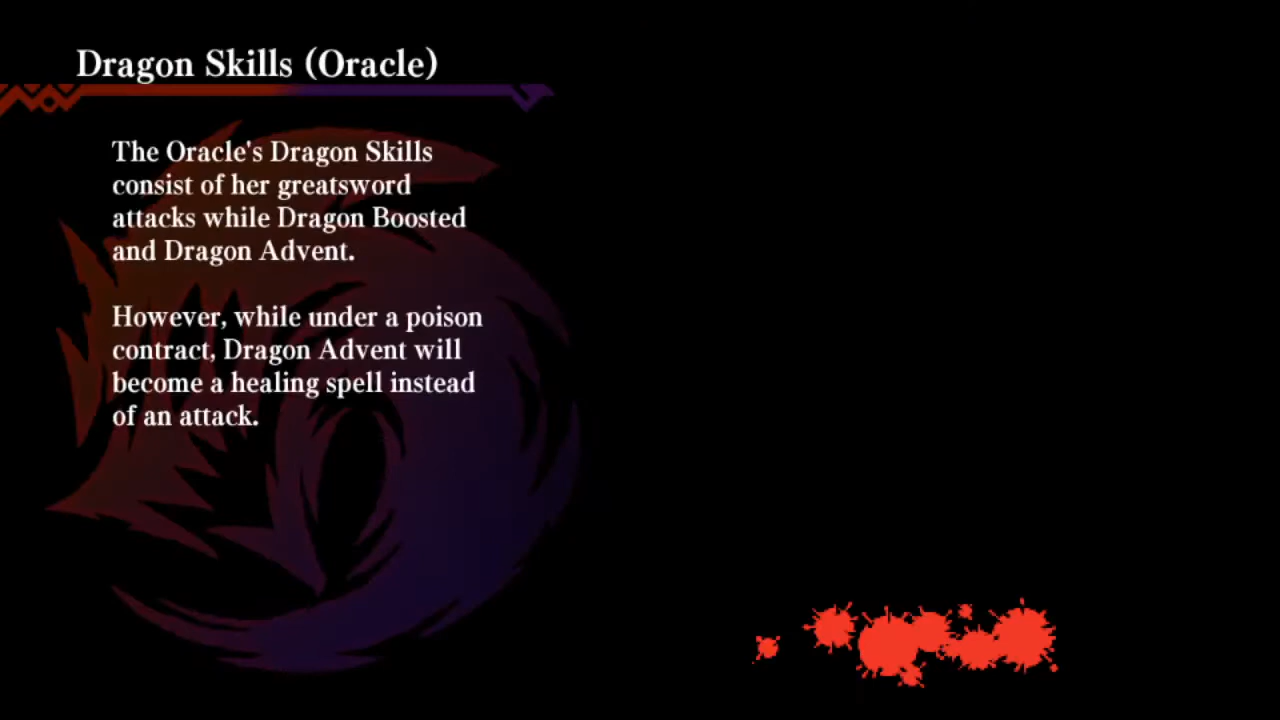 Dragon Skills (Oracle)
The Oracle's Dragon Skills
consist of her greatsword
attacks while Dragon Boosted
and Dragon Advent.
However, while under a poison
contract, Dragon Advent will
become a healing spell instead
of an attack.